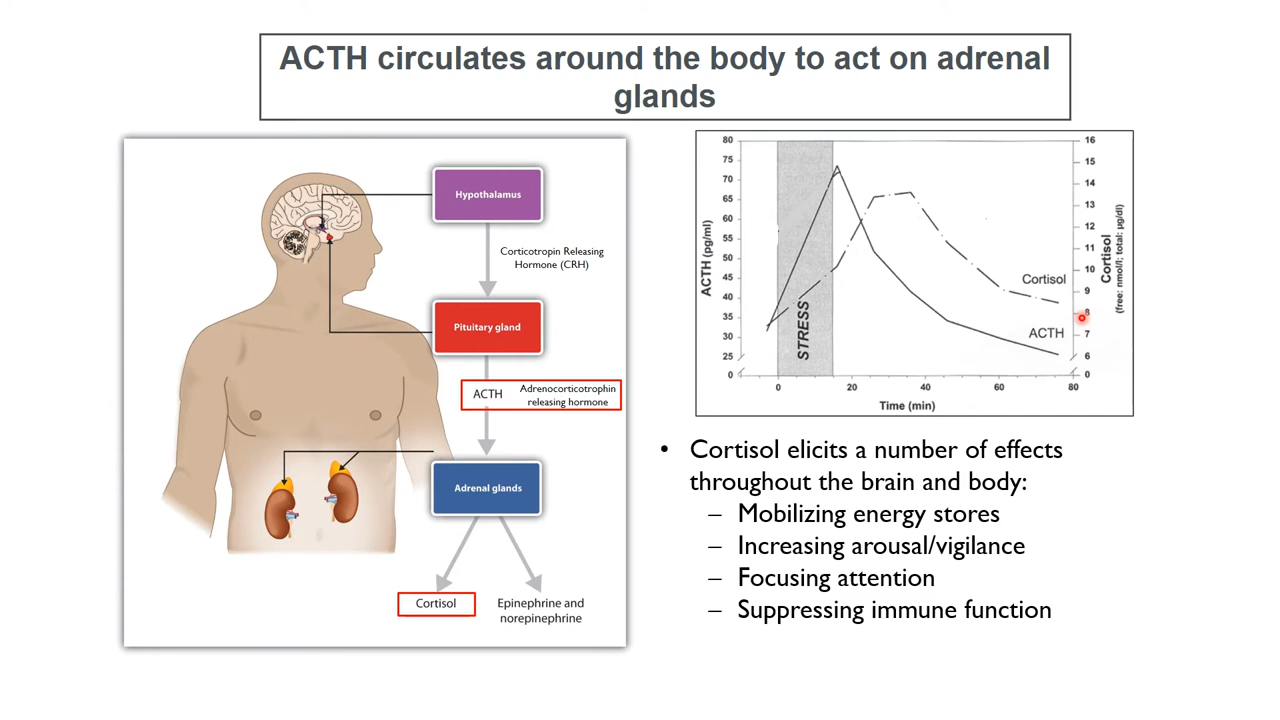 ACTH circulates around the body to act on adrenal
glands
Hypothalamus
Corticotropin Releasing
Hormone (CRH)
Pituitary gland
ACTH
Adrenocorticotrophin
releasing hormone
Adrenal glands
Cortisol
Epinephrine and
norepinephrine
80
75
70
65
60
55
50
45
40
35
30
25
0
ACTH (pg/ml)
STRESS
16
15
14
13
12
11
10
9
8
7
6
0
Cortisol
(free: nmol/l; total: µg/dl)
Cortisol
ACTH
0
20
40
60
80
Time (min)
• Cortisol elicits a number of effects
throughout the brain and body:
– Mobilizing energy stores
– Increasing arousal/vigilance
– Focusing attention
– Suppressing immune function